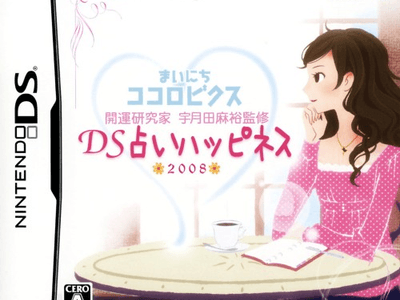 NINTENDO DS
まいにち
ココロビクス
開運研究家 宇月田麻裕監修
DS占いハッピネス
2008
CERO
A